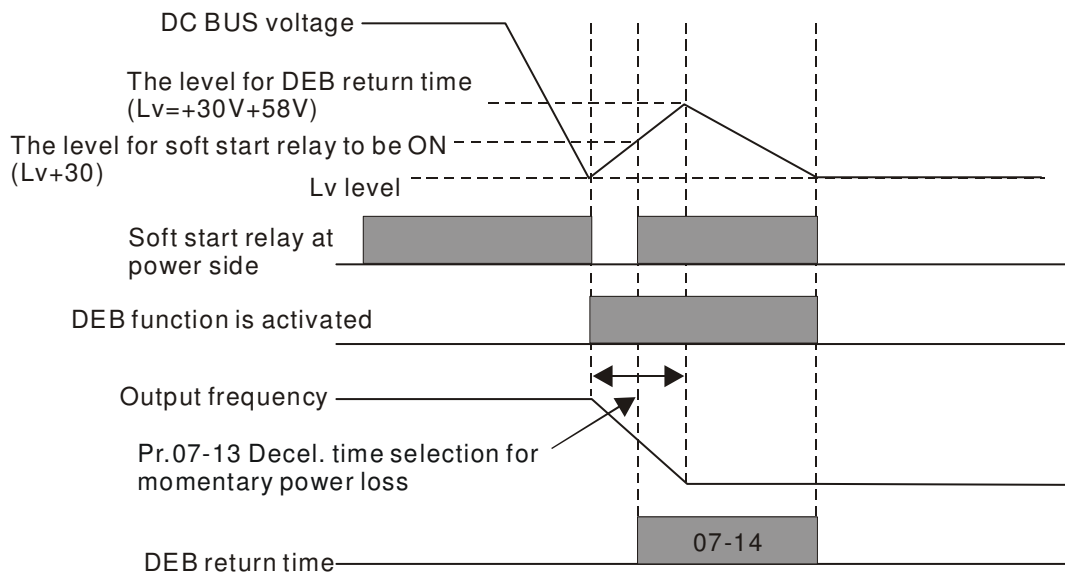 DC BUS voltage
The level for DEB return time
(Lv=+30V+58V)
The level for soft start relay to be ON
(Lv+30)
Lv level
Soft start relay at
power side
DEB function is activated
Output frequency
Pr.07-13 Decel. time selection for
momentary power loss
07-14
DEB return time